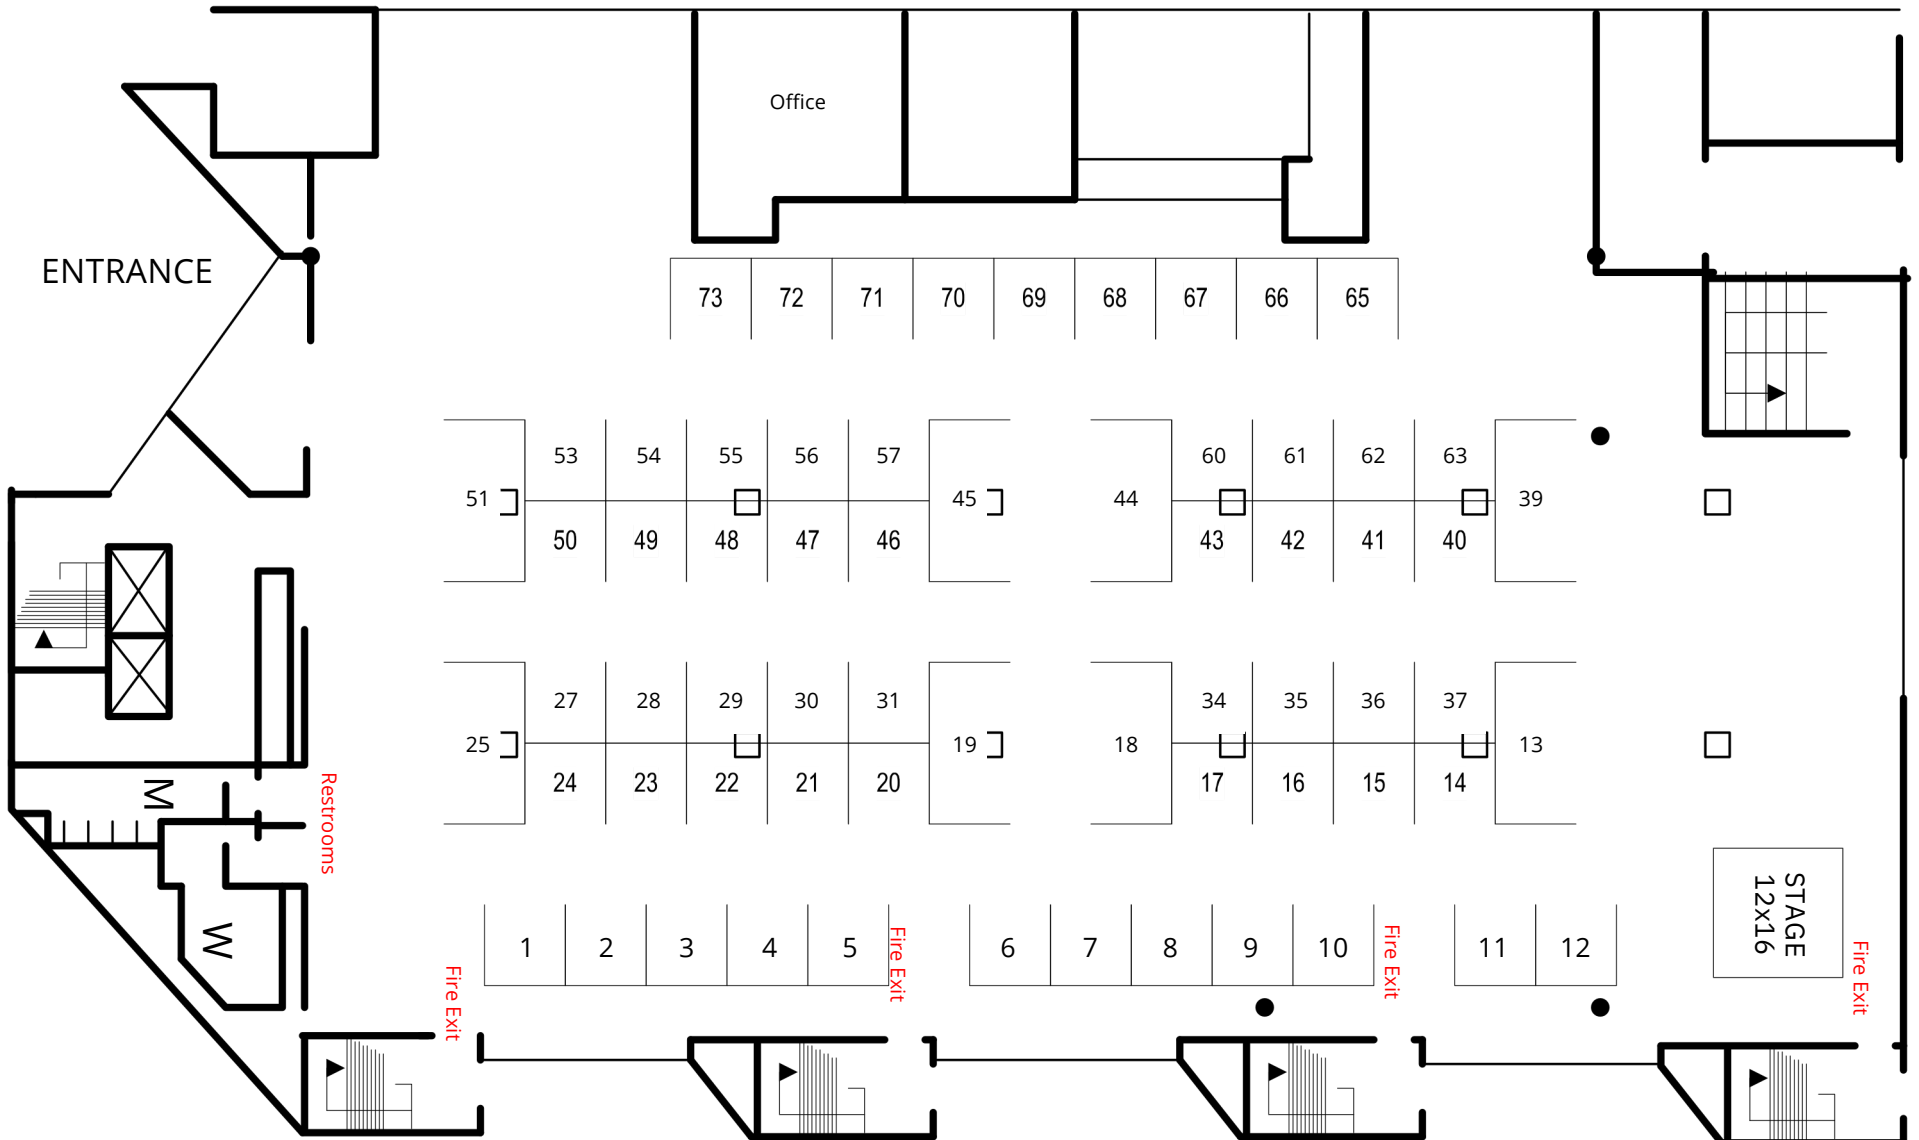 Office
ENTRANCE
73 72 71 70 69 68 67 66 65
53 54 55 56 57 60 61 62 63
51 45 44 39
50 49 48 47 46 43 42 41 40
27 28 29 30 31 34 35 36 37
25 19 18 13
24 23 22 21 20 17 16 15 14
M
Restrooms
W
STAGE
12x16
1 2 3 4 5 6 7 8 9 10 11 12
Fire Exit
Fire Exit
Fire Exit
Fire Exit